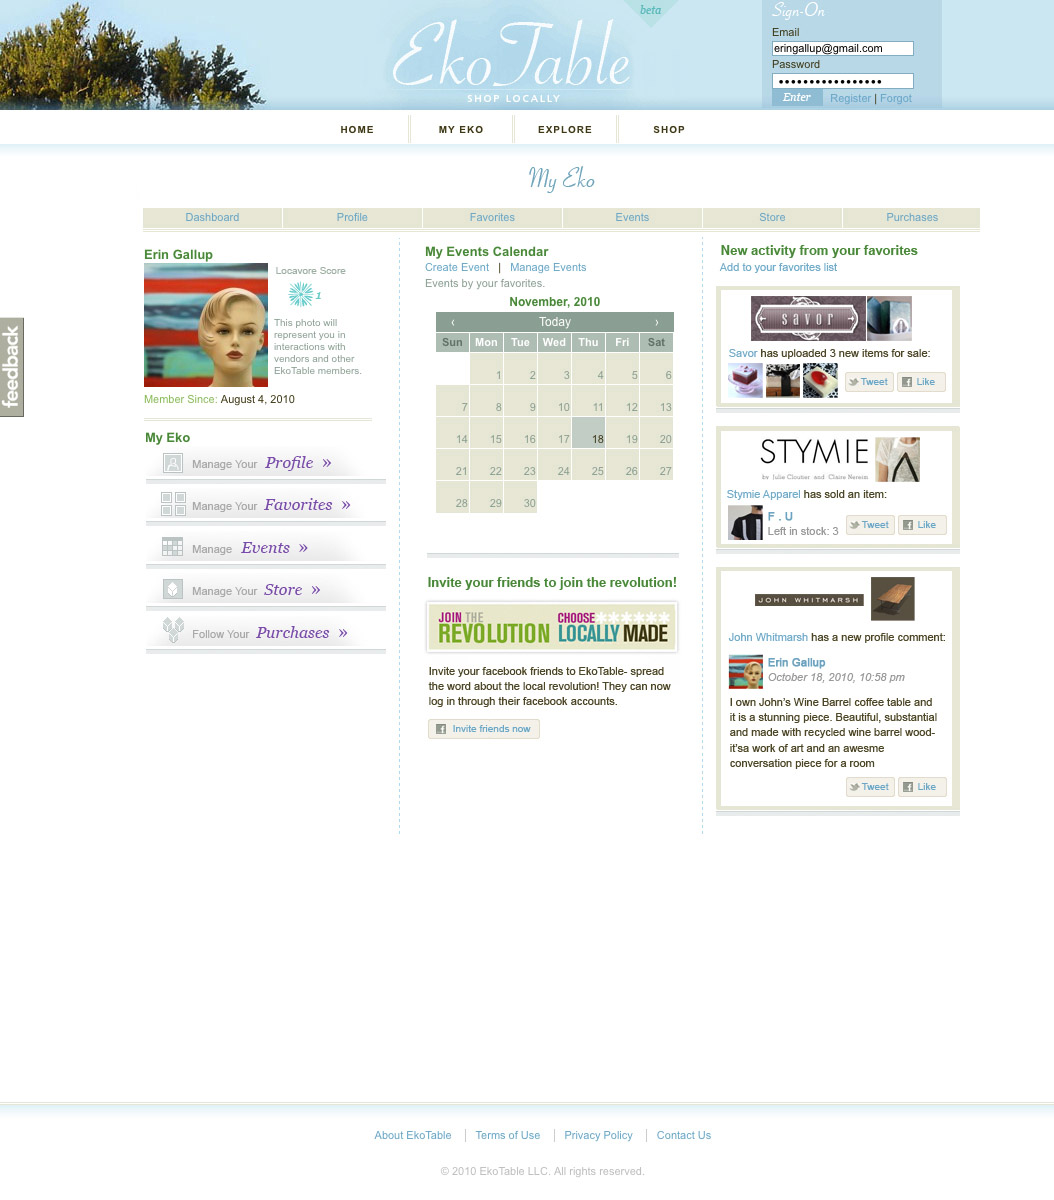 beta
Sign-On
EkoTable
SHOP LOCALLY
Email
eringallup@gmail.com
Password
•••••••••••••••••
Enter Register | Forgot
HOME MY EKO EXPLORE SHOP
My Eko
Dashboard Profile Favorites Events Store Purchases
feedback
Erin Gallup
Locavore Score
1
This photo will
represent you in
interactions with
vendors and other
EkoTable members.
Member Since: August 4, 2010
My Eko
Manage Your Profile »
Manage Your Favorites »
Manage Events »
Manage Your Store »
Follow Your Purchases »
My Events Calendar
Create Event | Manage Events
Events by your favorites.
November, 2010
‹ Today ›
Sun Mon Tue Wed Thu Fri Sat
1 2 3 4 5 6
7 8 9 10 11 12 13
14 15 16 17 18 19 20
21 22 23 24 25 26 27
28 29 30
Invite your friends to join the revolution!
JOIN THE CHOOSE
REVOLUTION LOCALLY MADE
Invite your facebook friends to EkoTable- spread
the word about the local revolution! They can now
log in through their facebook accounts.
Invite friends now
New activity from your favorites
Add to your favorites list
savor
Savor has uploaded 3 new items for sale:
Tweet Like
STYMIE
by Julie Cloutier and Claire Nereim
Stymie Apparel has sold an item:
F . U
Left in stock: 3
Tweet Like
JOHN WHITMARSH
John Whitmarsh has a new profile comment:
Erin Gallup
October 18, 2010, 10:58 pm
I own John's Wine Barrel coffee table and
it is a stunning piece. Beautiful, substantial
and made with recycled wine barrel wood-
it'sa work of art and an awesme
conversation piece for a room
Tweet Like
About EkoTable Terms of Use Privacy Policy Contact Us
© 2010 EkoTable LLC. All rights reserved.